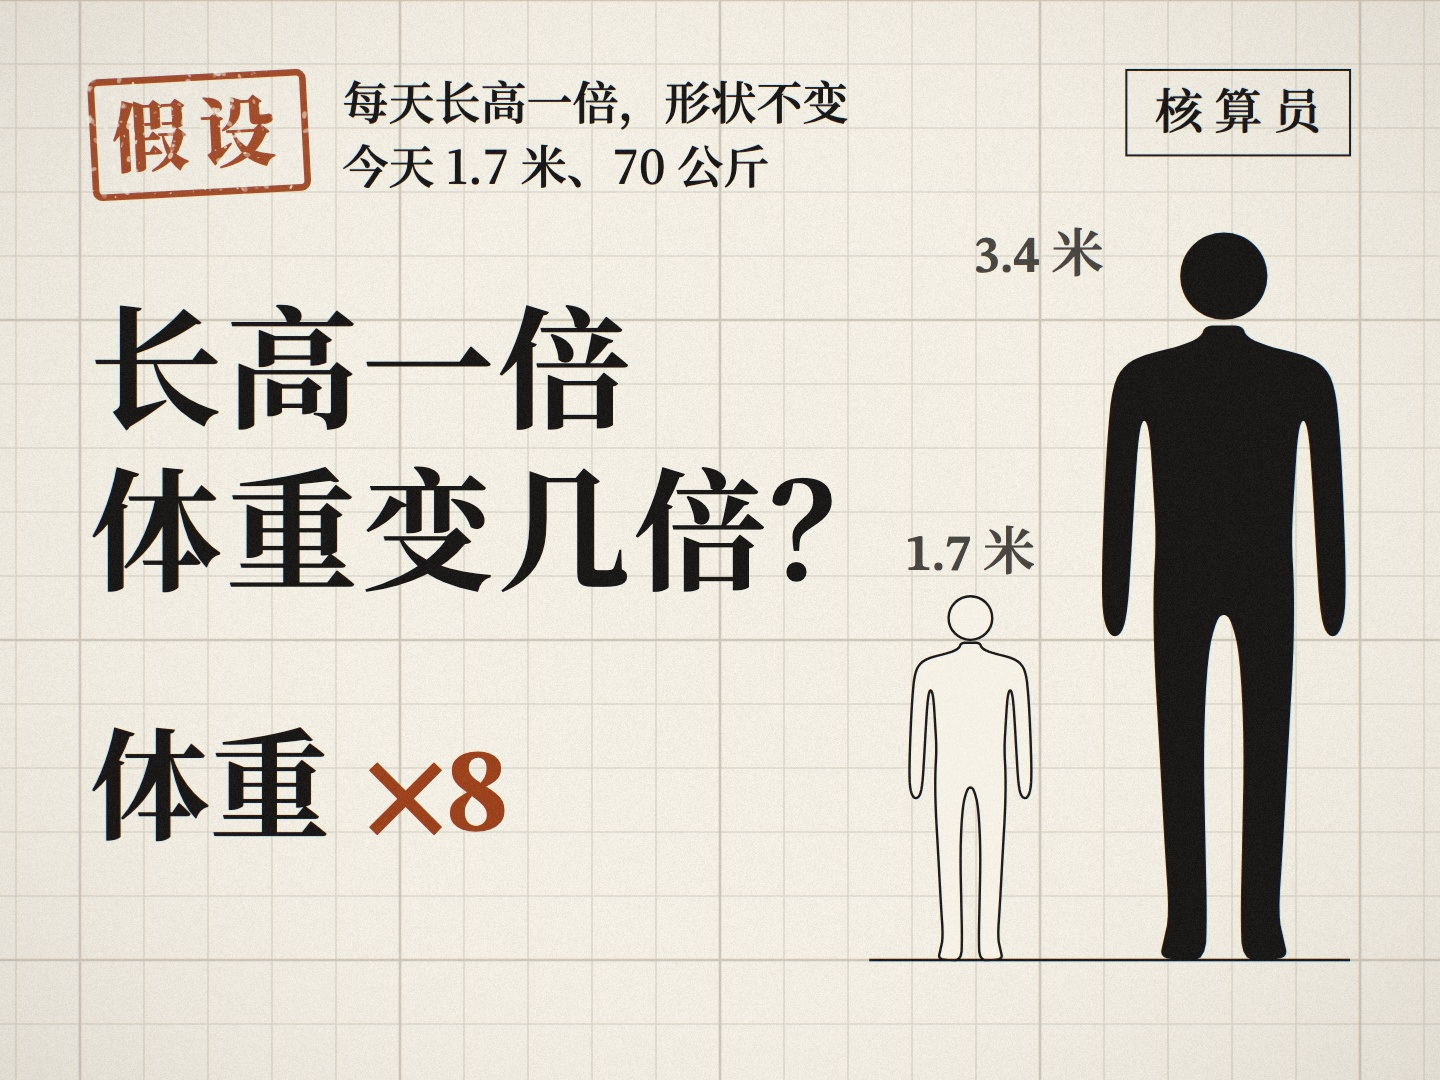 假设
每天长高一倍，形状不变
今天 1.7 米、70 公斤
核算员
长高一倍
体重变几倍？
体重 ×8
3.4 米
1.7 米